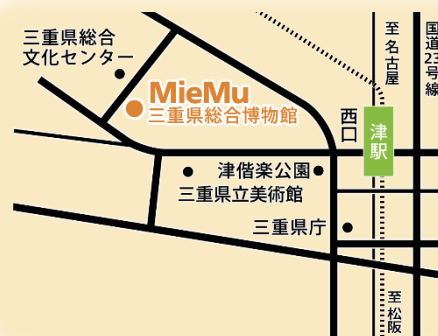 三重県総合
文化センター
MieMu
三重県総合博物館
至名古屋
国道23号線
西口
津駅
津偕楽公園
三重県立美術館
三重県庁
至松阪